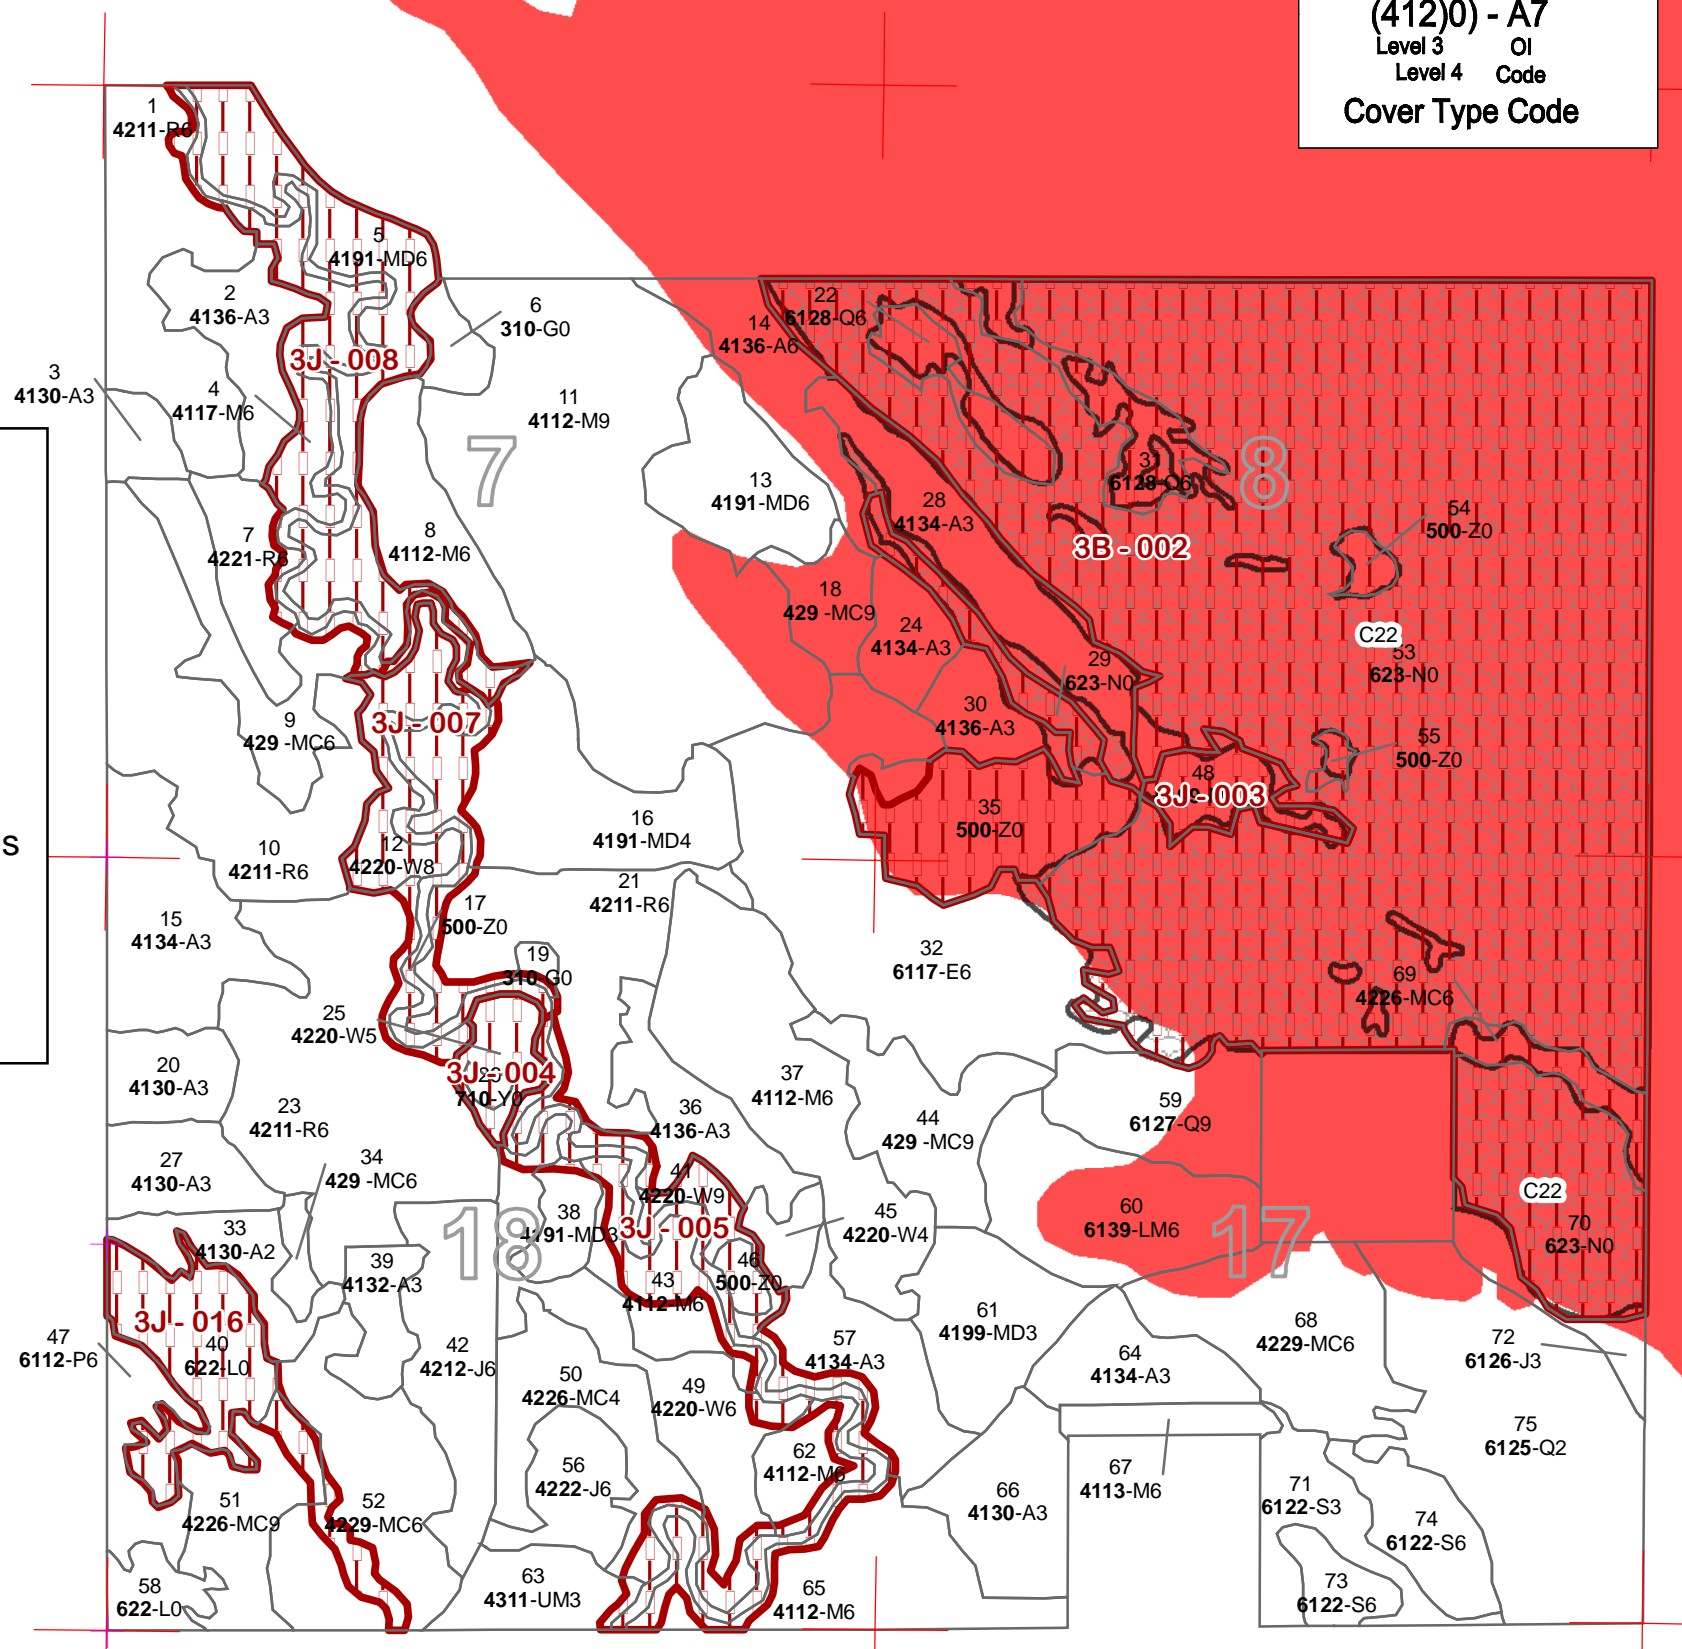 (412)0) - A7
Level 3 OI
Level 4 Code
Cover Type Code
1
4211-R6
5
4191-MD6
2
4136-A3
6
310-G0
22
6128-Q6
14
4136-A6
3J - 008
3
4130-A3
4
4117-M6
11
4112-M9
7
8
13
4191-MD6
31
6128-Q6
28
4134-A3
54
500-Z0
7
4221-R6
8
4112-M6
3B - 002
18
429 -MC9
24
4134-A3
C22
53
623-N0
29
623-N0
9
429 -MC6
3J - 007
30
4136-A3
55
500-Z0
48
3J - 003
s
10
4211-R6
12
4220-W8
16
4191-MD4
35
500-Z0
15
4134-A3
17
500-Z0
21
4211-R6
32
6117-E6
19
310-G0
69
4226-MC6
25
4220-W5
20
4130-A3
3J - 004
710-Y0
37
4112-M6
23
4211-R6
36
4136-A3
44
429 -MC9
59
6127-Q9
27
4130-A3
34
429 -MC6
41
4220-W9
C22
33
4130-A2
18
38
4191-MD3
3J - 005
45
4220-W4
60
6139-LM6
17
70
623-N0
39
4132-A3
43
4112-M6
46
500-Z0
3J - 016
47
6112-P6
40
622-L0
42
4212-J6
57
4134-A3
61
4199-MD3
64
4134-A3
68
4229-MC6
72
6126-J3
50
4226-MC4
49
4220-W6
75
6125-Q2
56
4222-J6
62
4112-M6
66
4130-A3
67
4113-M6
71
6122-S3
51
4226-MC9
52
4229-MC6
74
6122-S6
58
622-L0
63
4311-UM3
65
4112-M6
73
6122-S6